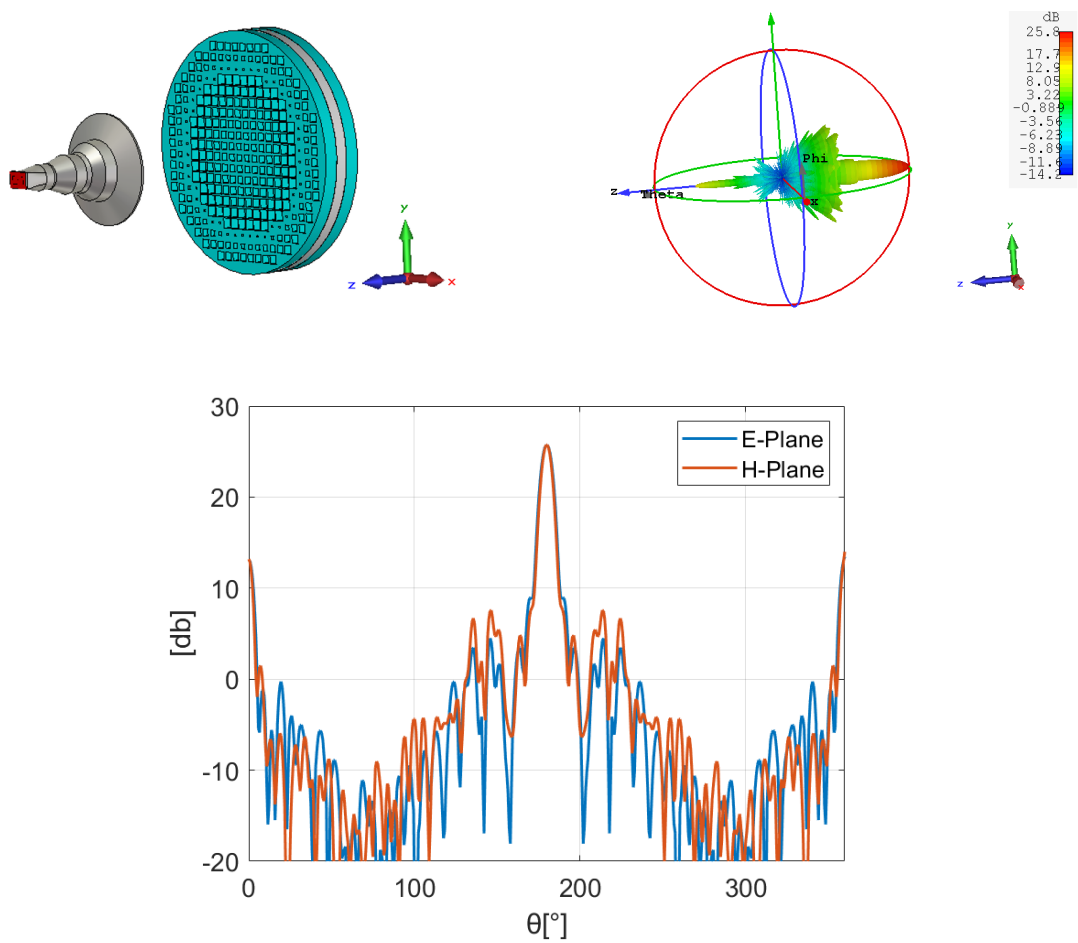 dB
25.8
17.7
12.9
8.05
3.22
-0.889
-3.56
-6.23
-8.89
-14.2
y
z
x
Phi
z
Theta
x
y
z
x
30
20
10
0
-10
-20
[db]
E-Plane
H-Plane
0
100
200
300
θ[°]